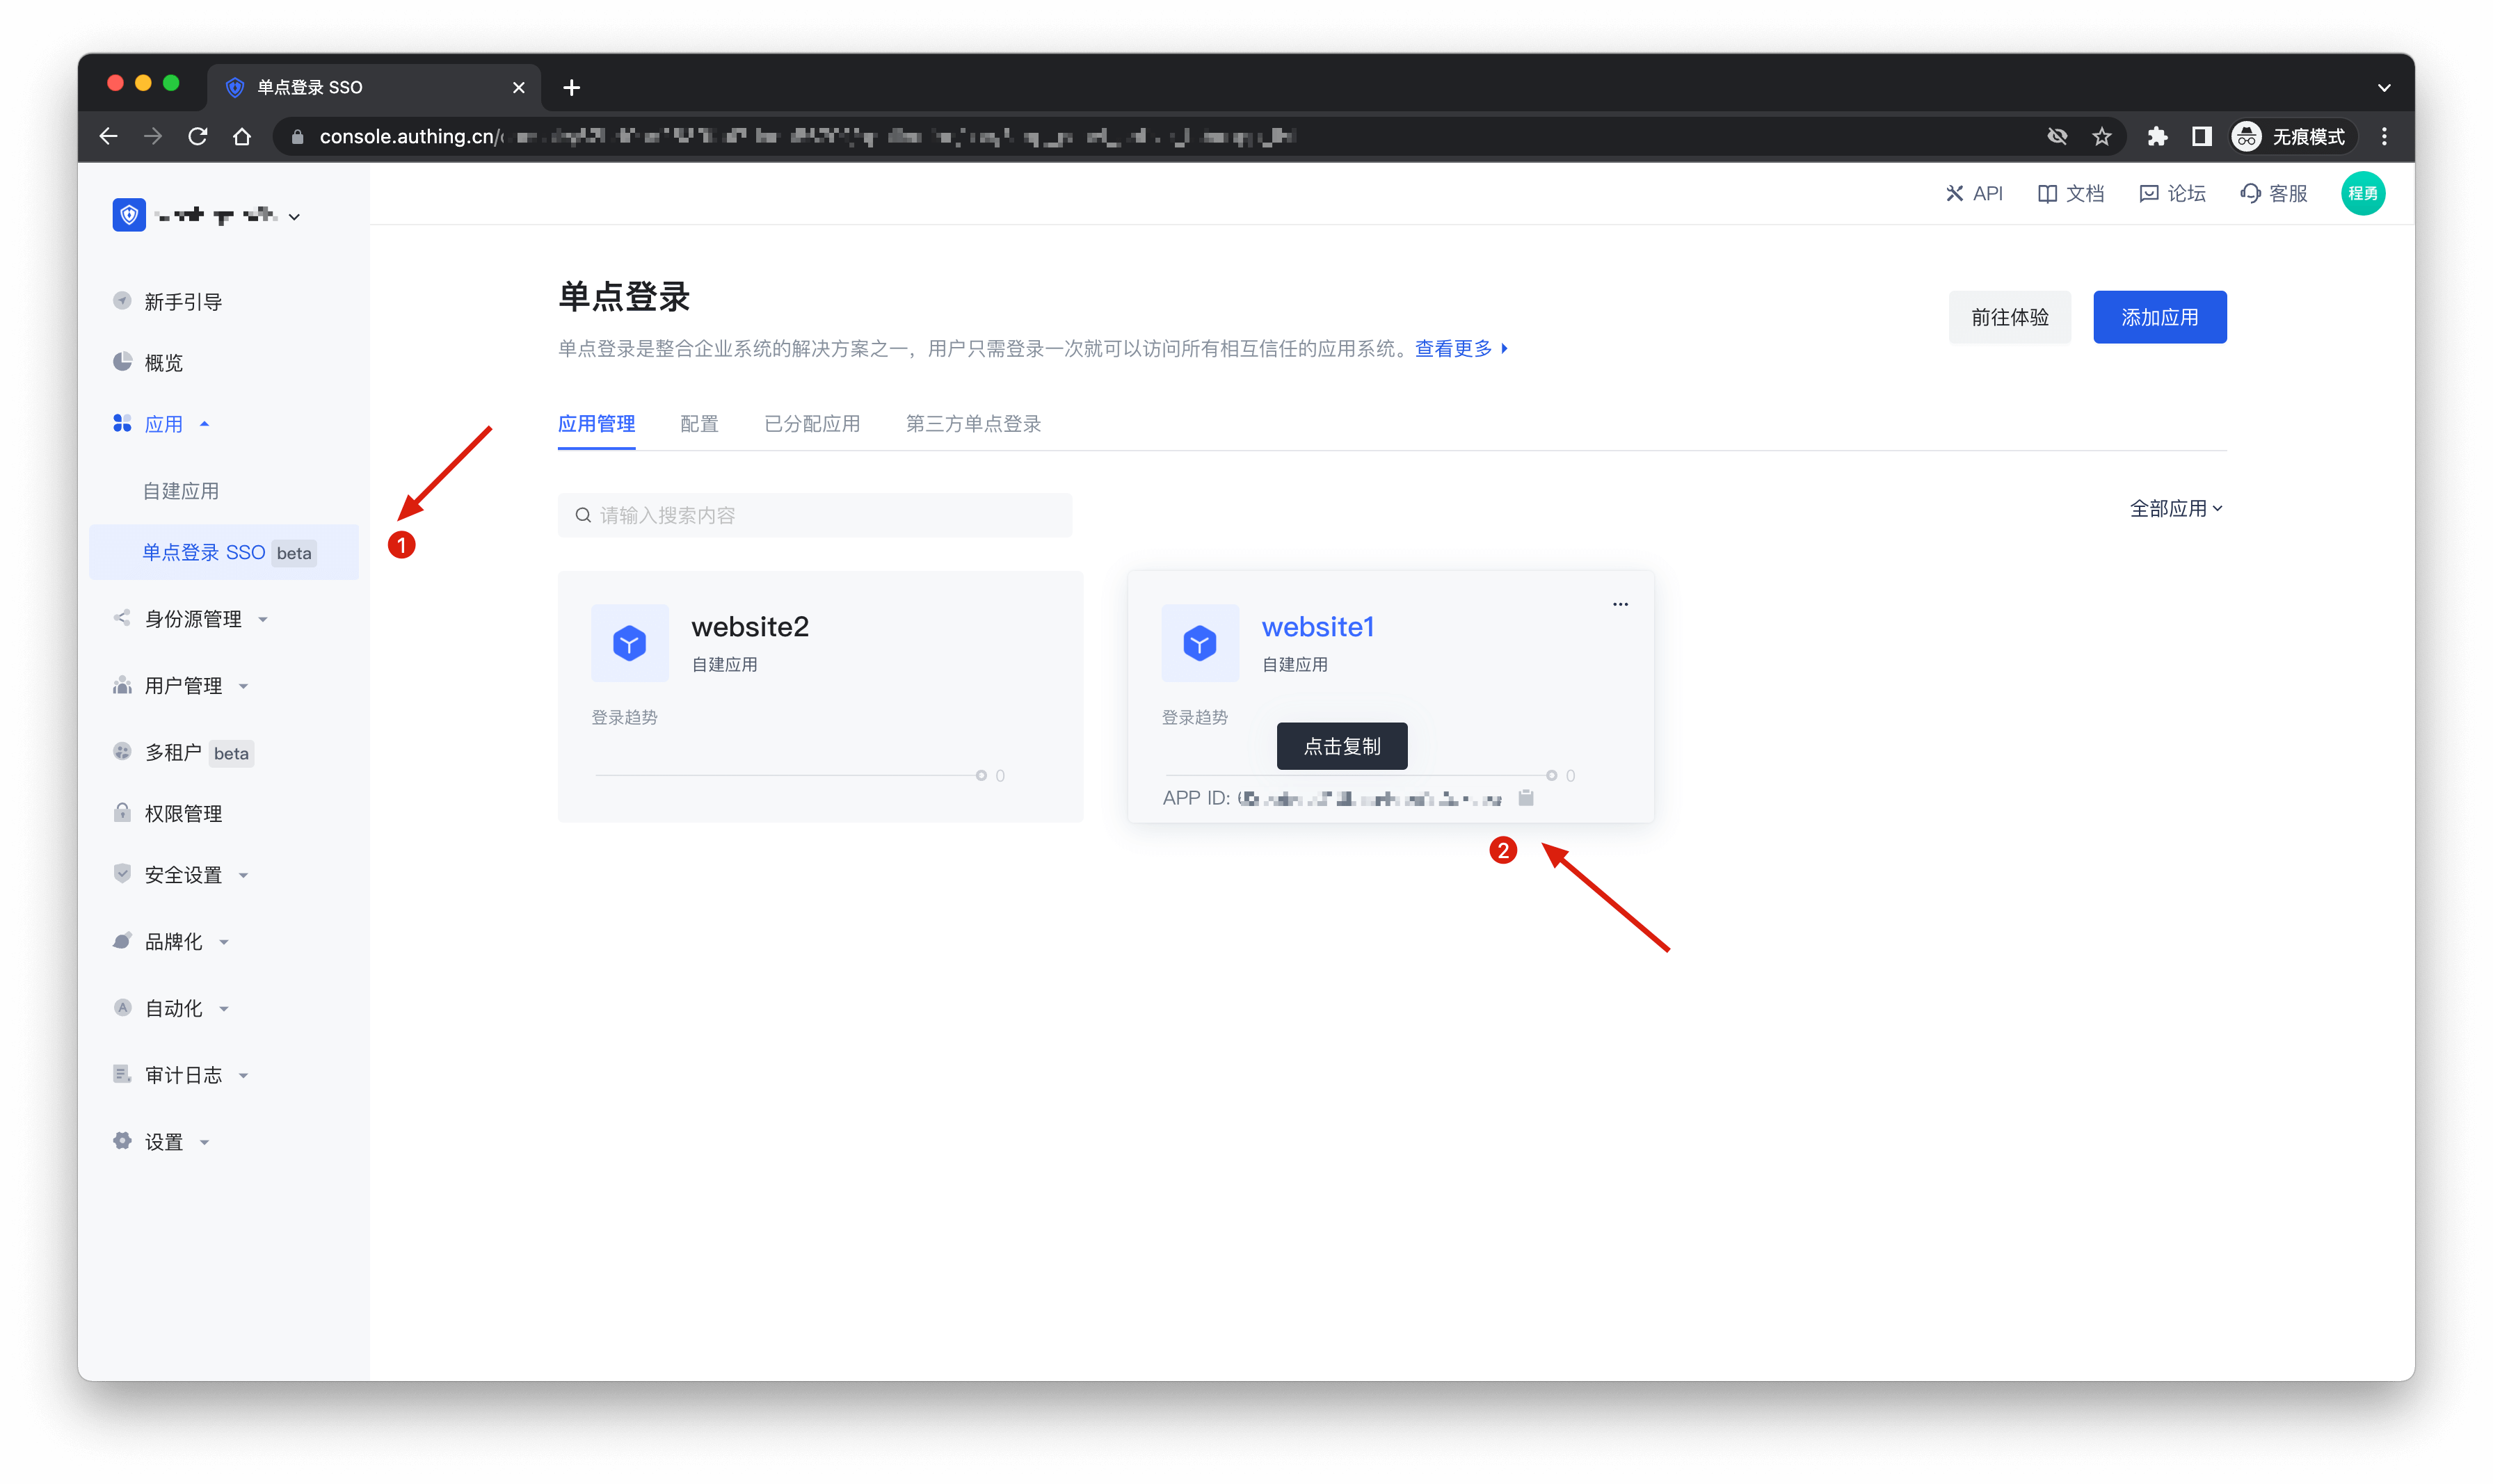 单点登录 SSO
console.authing.cn/
无痕模式
API
文档
论坛
客服
程勇
新手引导
概览
应用
自建应用
单点登录 SSO beta
身份源管理
用户管理
多租户 beta
权限管理
安全设置
品牌化
自动化
审计日志
设置
单点登录
单点登录是整合企业系统的解决方案之一，用户只需登录一次就可以访问所有相互信任的应用系统。查看更多
前往体验
添加应用
应用管理
配置
已分配应用
第三方单点登录
请输入搜索内容
全部应用
1
website2
自建应用
登录趋势
0
website1
自建应用
登录趋势
点击复制
0
APP ID:
2